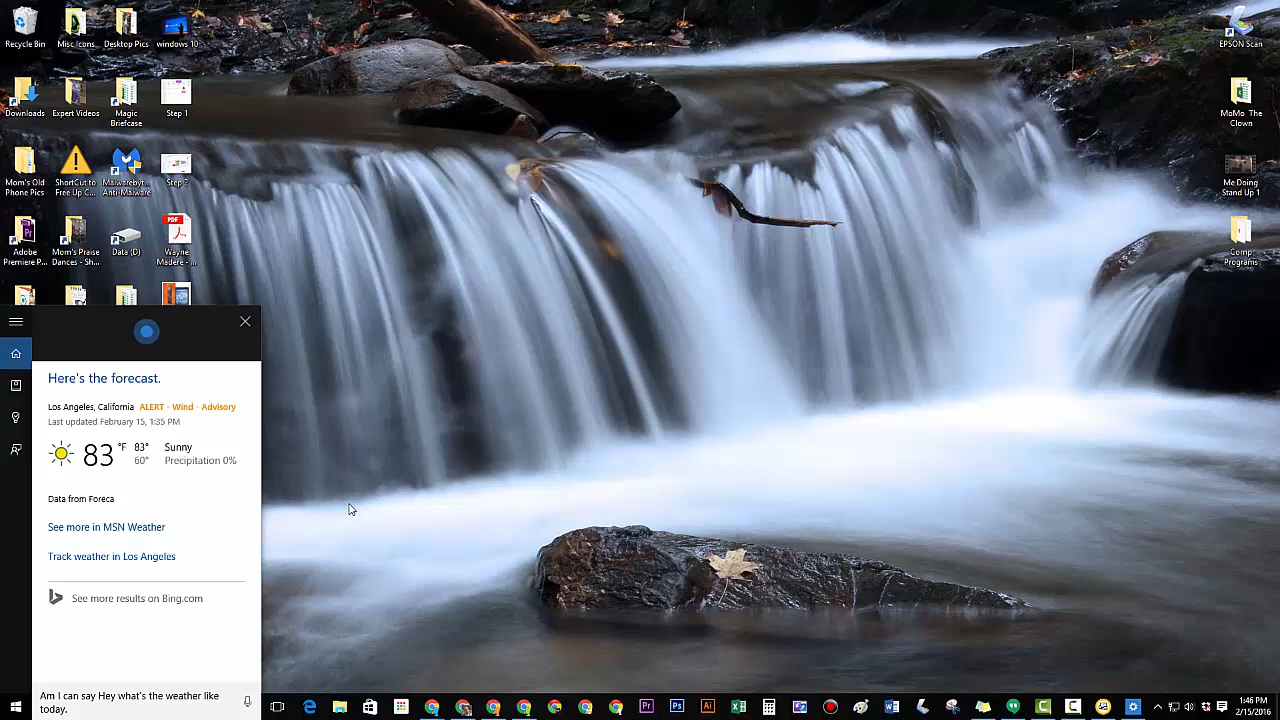 Recycle Bin
Misc Icons
Desktop Pics
windows 10
EPSON Scan
Downloads
Expert Videos
Magic
Briefcase
Step 1
MoMo The
Clown
Mom's Old
Phone Pics
ShortCut to
Free Up C...
Malwarebyt...
Anti-Malware
Step 2
Me Doing
Stand Up 1
Adobe
Premiere P...
Mom's Praise
Dances - Sh...
Data (D)
PDF
Wayne
Madere - ...
Comp
Programs
Here's the forecast.
Los Angeles, California ALERT - Wind - Advisory
Last updated February 15, 1:35 PM
83 °F 83° Sunny
60° Precipitation 0%
Data from Foreca
See more in MSN Weather
Track weather in Los Angeles
See more results on Bing.com
Am I can say Hey what's the weather like
today.
Pr
Ps
Ai
1:46 PM
2/15/2016